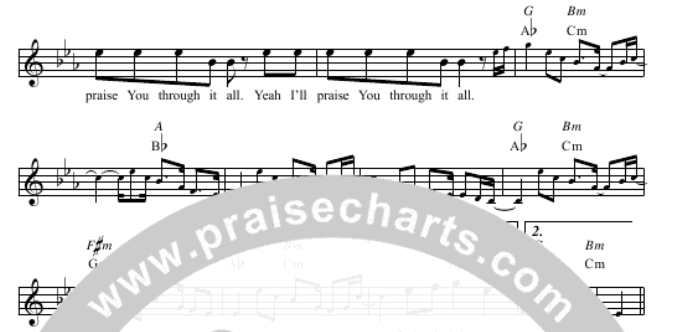 G Bm
A♭ Cm
praise You through it all. Yeah I'll praise You through it all.
A G Bm
B♭ A♭ Cm
www.praisecharts.com
2.
F♯m Bm
G Cm